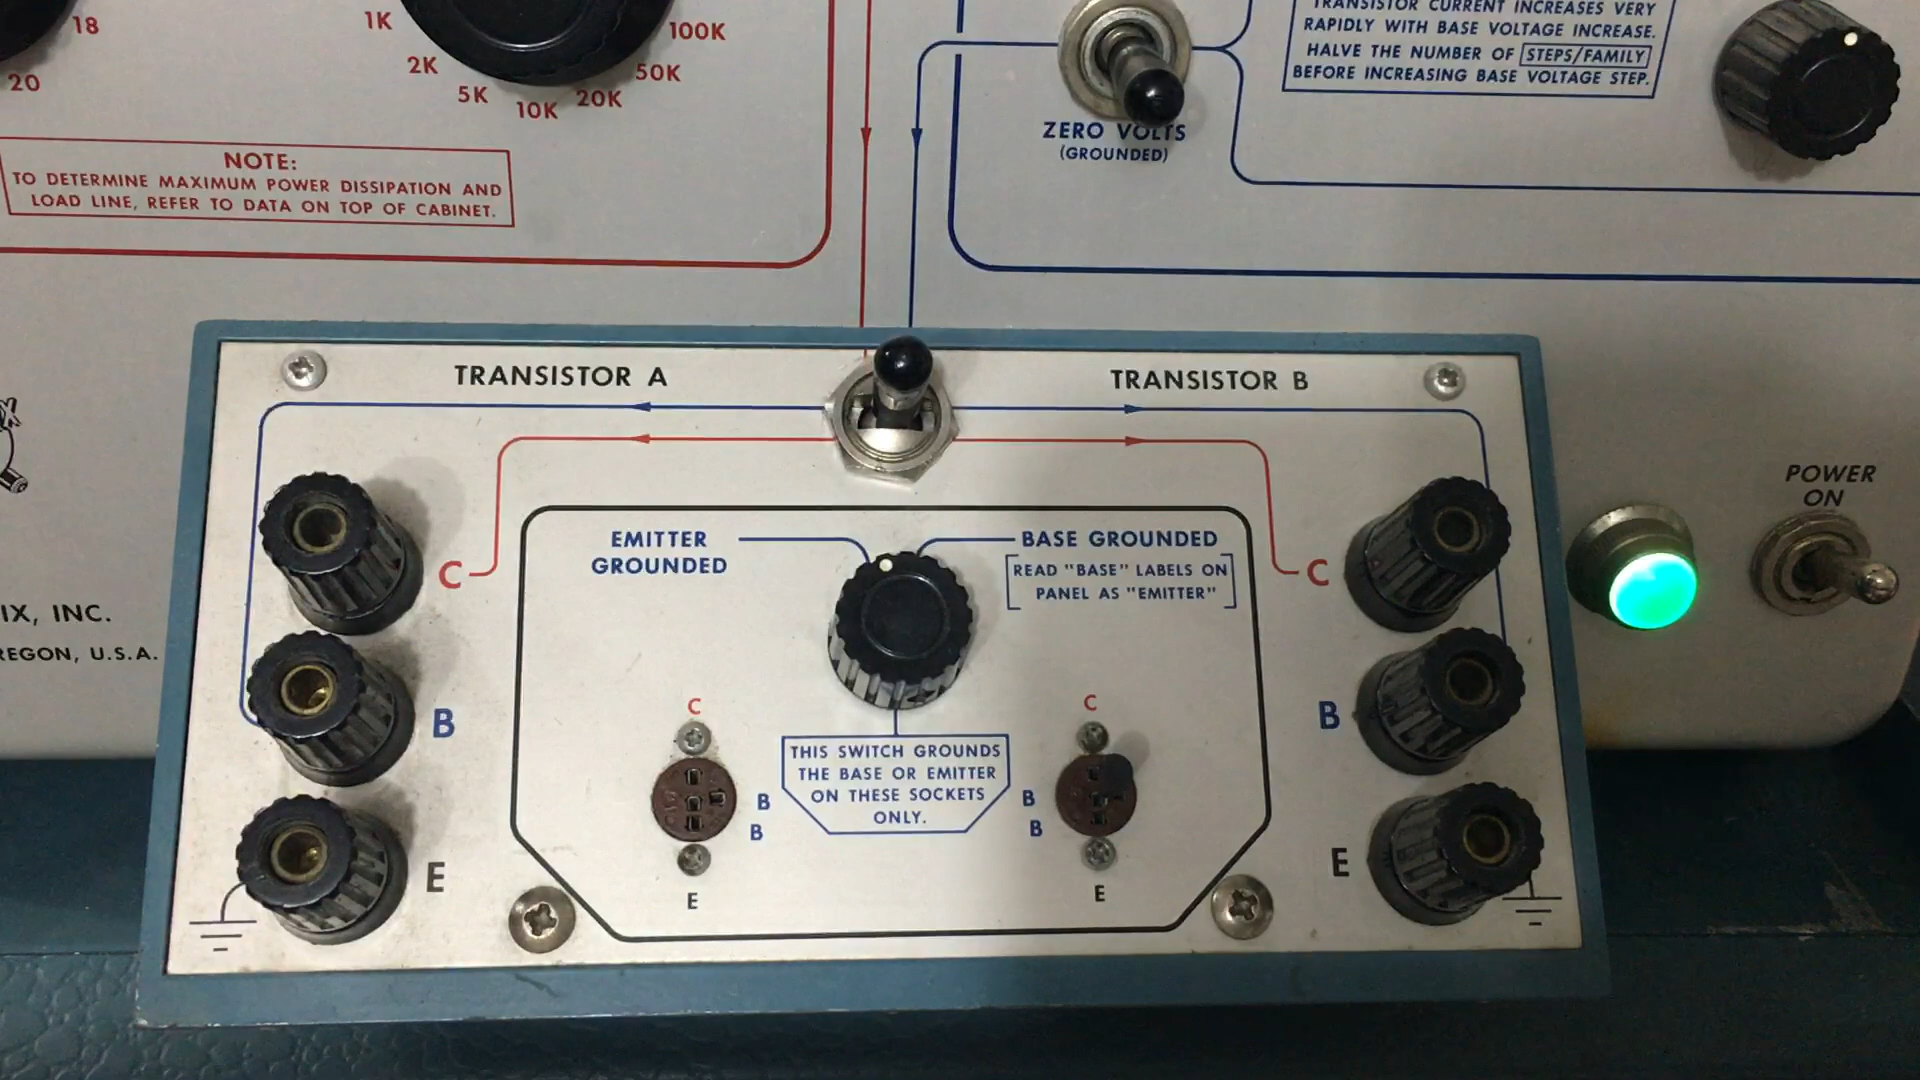 18
20
1K
2K
5K
10K
20K
50K
100K
NOTE:
TO DETERMINE MAXIMUM POWER DISSIPATION AND
LOAD LINE, REFER TO DATA ON TOP OF CABINET.
ZERO VOLTS
(GROUNDED)
TRANSISTOR CURRENT INCREASES VERY
RAPIDLY WITH BASE VOLTAGE INCREASE.
HALVE THE NUMBER OF STEPS/FAMILY
BEFORE INCREASING BASE VOLTAGE STEP.
TRANSISTOR A
TRANSISTOR B
EMITTER
GROUNDED
BASE GROUNDED
READ "BASE" LABELS ON
PANEL AS "EMITTER"
C
B
E
C
B
B
E
THIS SWITCH GROUNDS
THE BASE OR EMITTER
ON THESE SOCKETS
ONLY.
C
B
B
E
C
B
E
POWER
ON
IX, INC.
REGON, U.S.A.